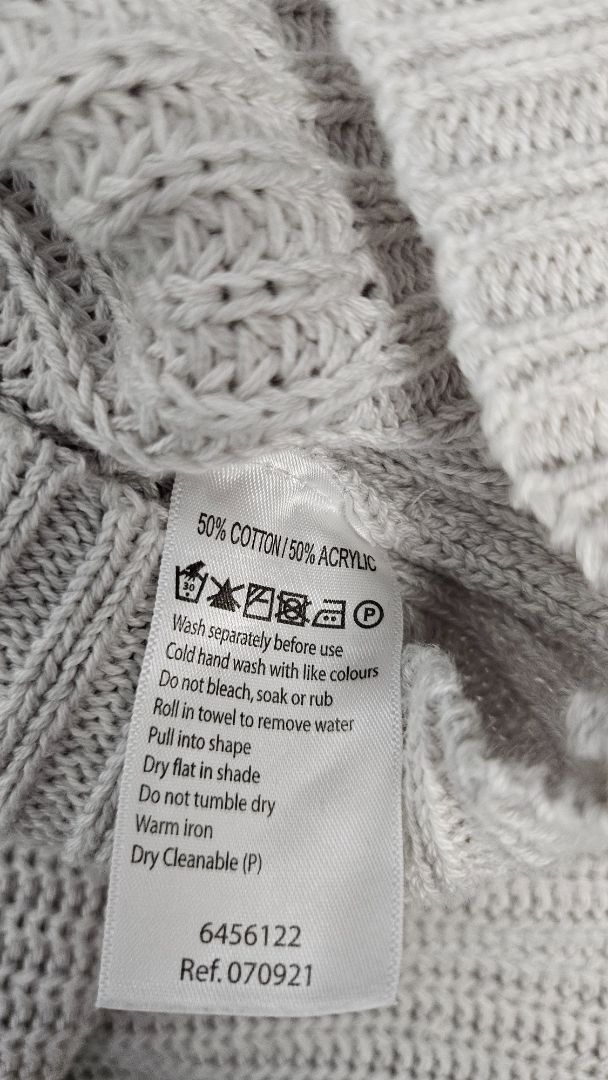 50% COTTON / 50% ACRYLIC
30 P
Wash separately before use
Cold hand wash with like colours
Do not bleach, soak or rub
Roll in towel to remove water
Pull into shape
Dry flat in shade
Do not tumble dry
Warm iron
Dry Cleanable (P)
6456122
Ref. 070921